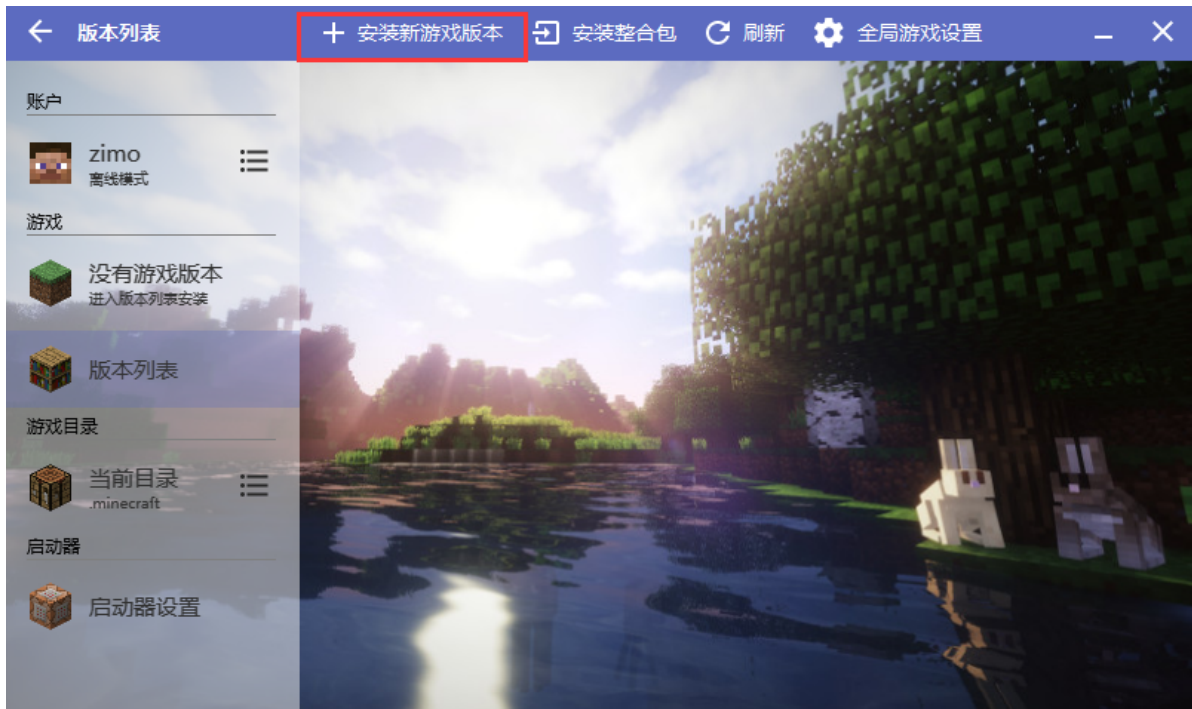 版本列表
安装新游戏版本
安装整合包
刷新
全局游戏设置
账户
zimo
离线模式
游戏
没有游戏版本
进入版本列表安装
版本列表
游戏目录
当前目录
.minecraft
启动器
启动器设置